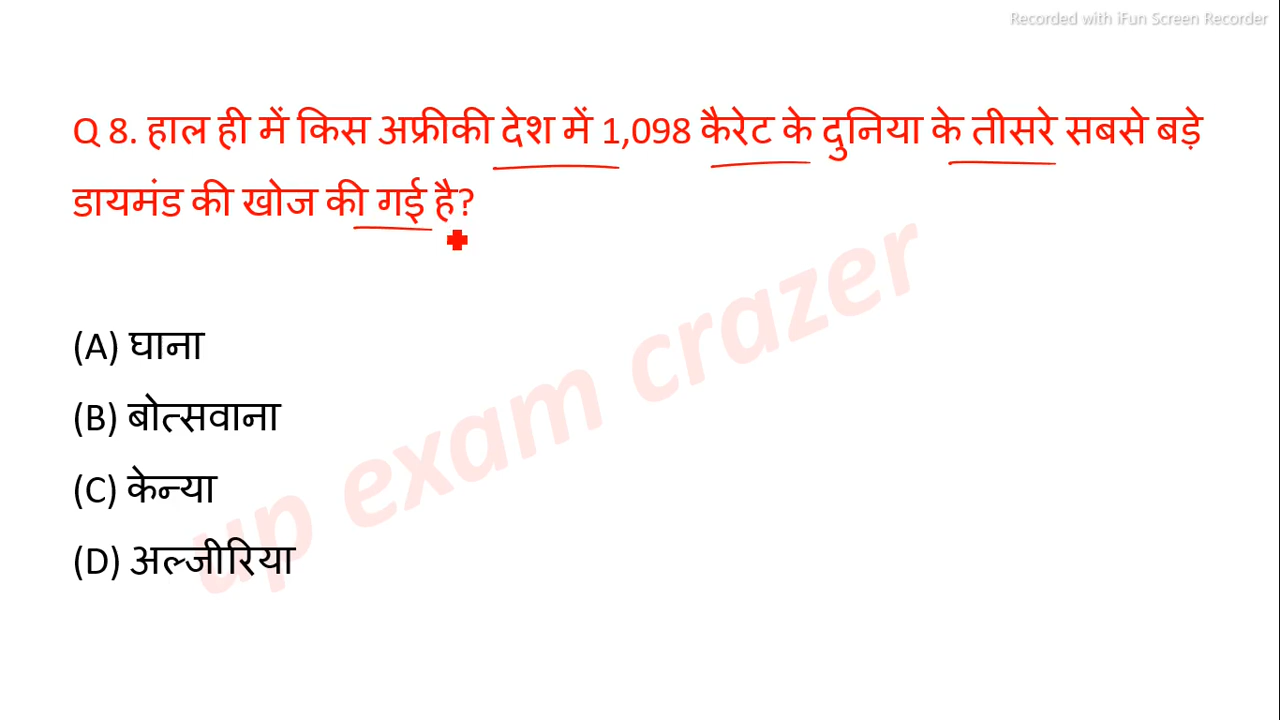 Recorded with iFun Screen Recorder
Q 8. हाल ही में किस अफ्रीकी देश में 1,098 कैरेट के दुनिया के तीसरे सबसे बड़े
डायमंड की खोज की गई है?
(A) घाना
(B) बोत्सवाना
(C) केन्या
(D) अल्जीरिया
up exam crazer